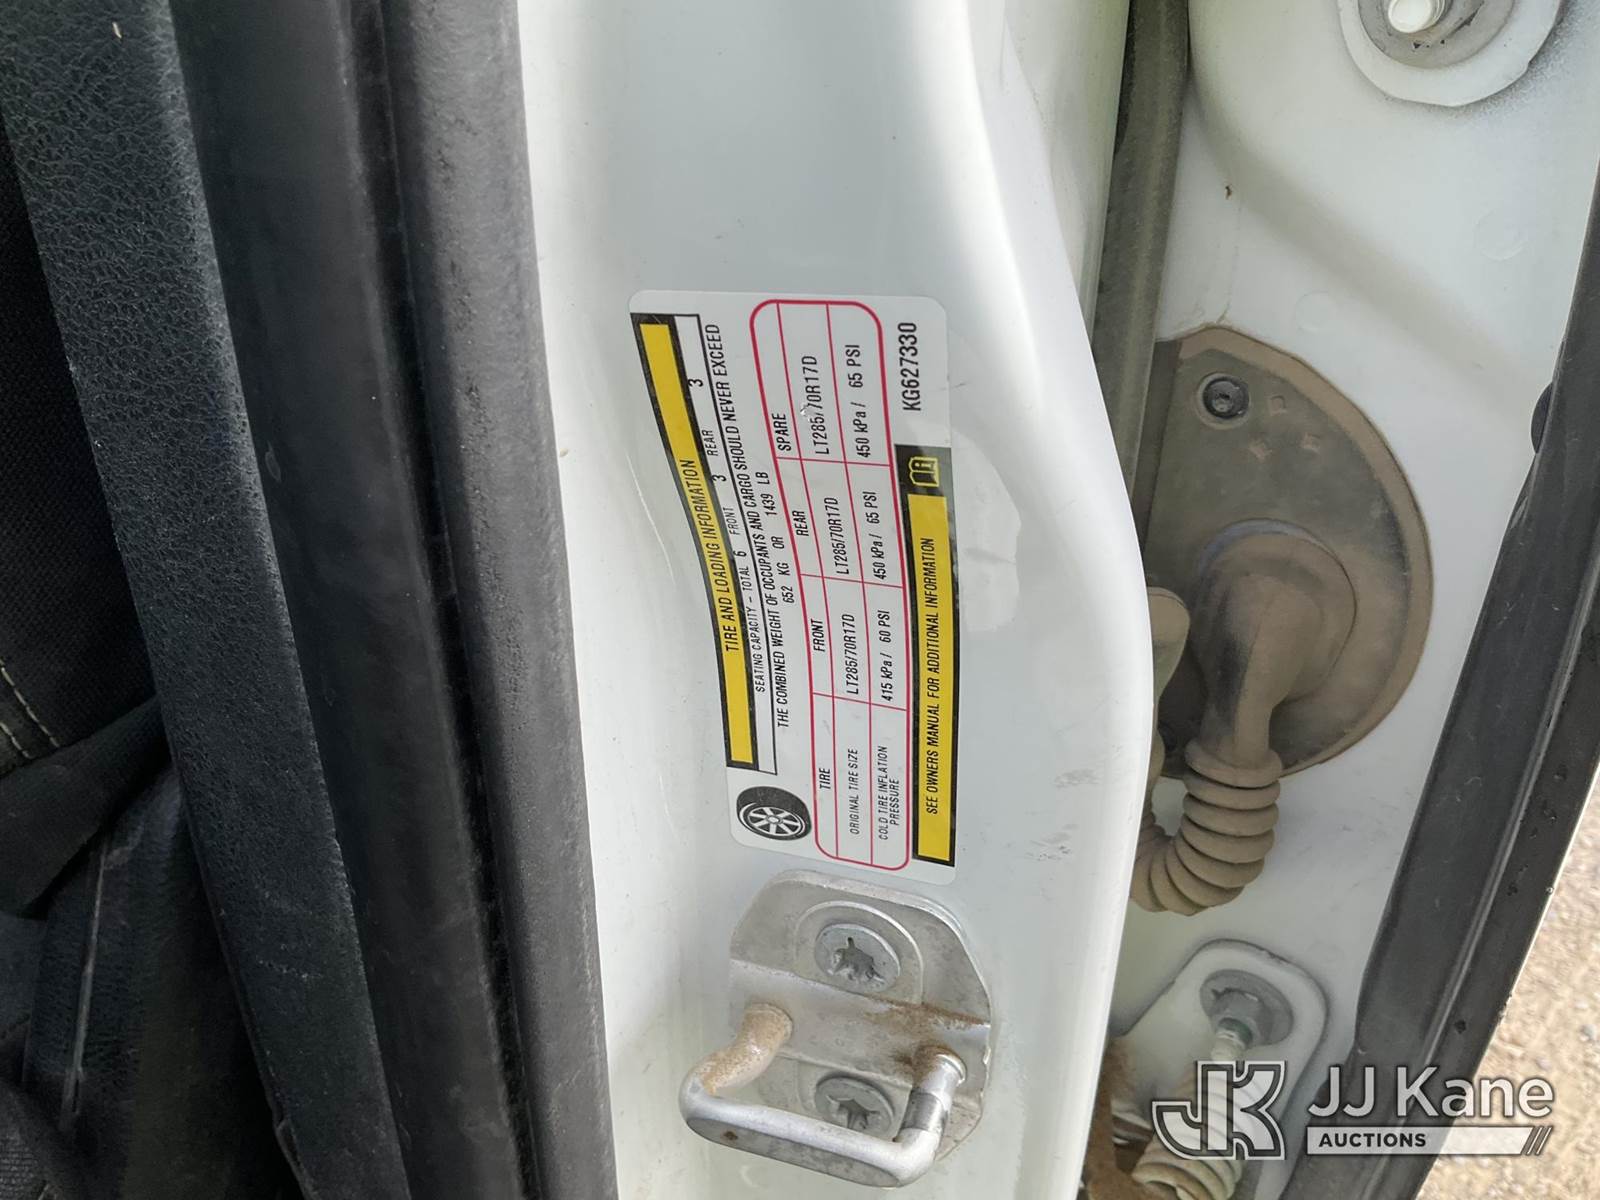 TIRE AND LOADING INFORMATION
SEATING CAPACITY - TOTAL 6 FRONT 3 REAR 3
THE COMBINED WEIGHT OF OCCUPANTS AND CARGO SHOULD NEVER EXCEED
652 KG OR 1439 LB
TIRE FRONT REAR SPARE
ORIGINAL TIRE SIZE LT285/70R17D LT285/70R17D LT285/70R17D
COLD TIRE INFLATION
PRESSURE 415 kPa / 60 PSI 450 kPa / 65 PSI 450 kPa / 65 PSI
SEE OWNERS MANUAL FOR ADDITIONAL INFORMATION
KG627330
JK JJ Kane
AUCTIONS